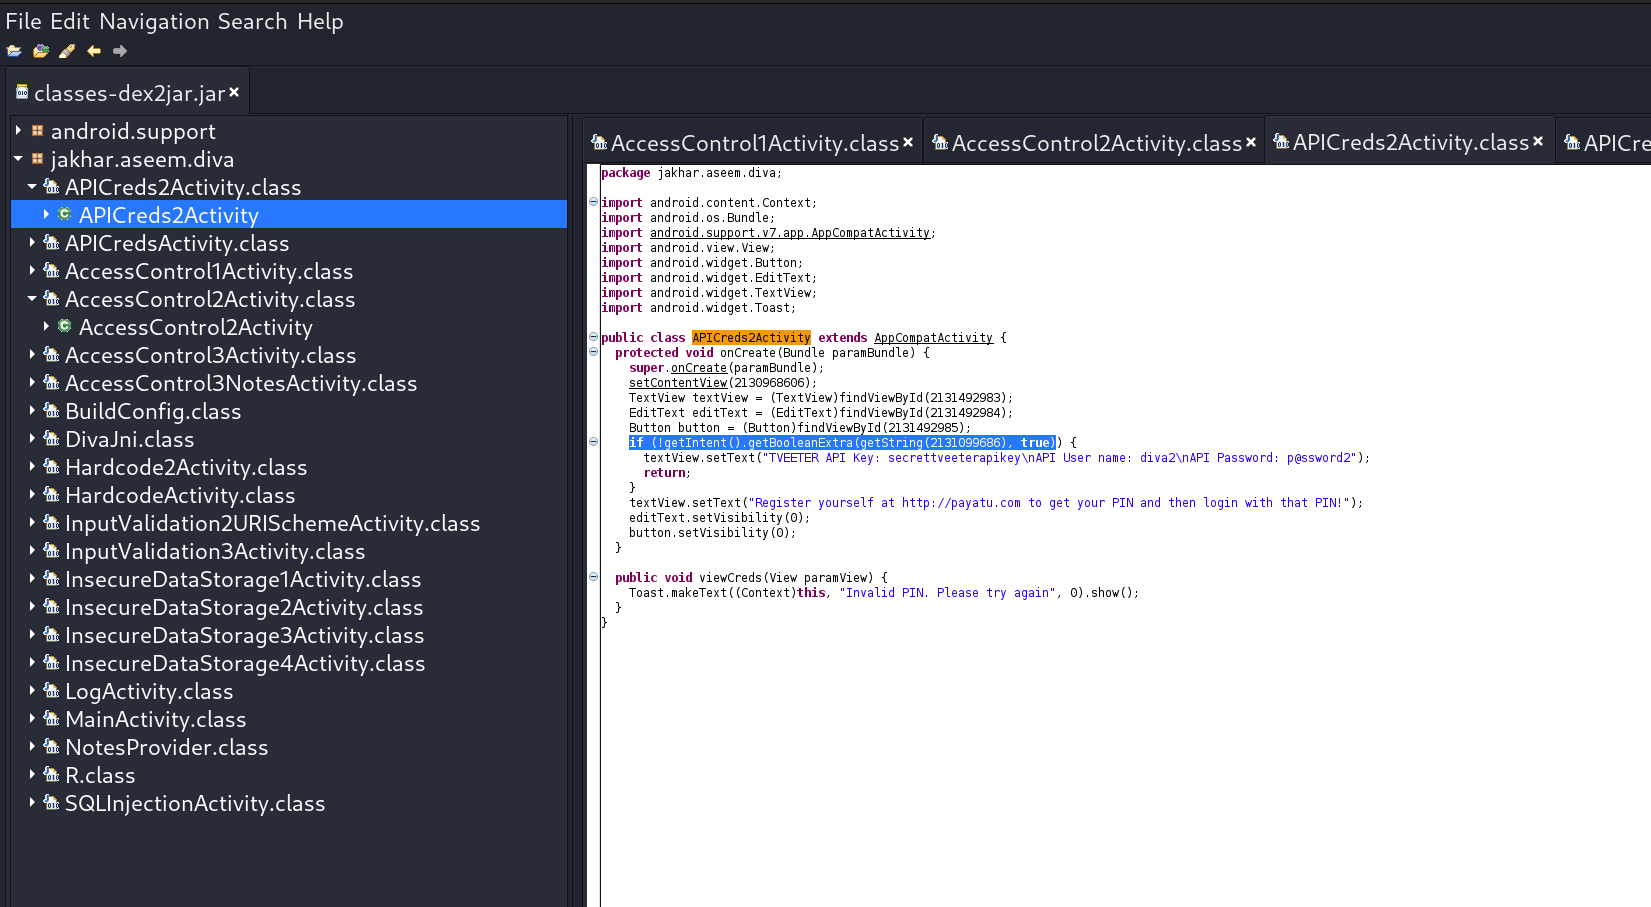 File Edit Navigation Search Help
classes-dex2jar.jar
android.support
jakhar.aseem.diva
APICreds2Activity.class
APICreds2Activity
APICredsActivity.class
AccessControl1Activity.class
AccessControl2Activity.class
AccessControl2Activity
AccessControl3Activity.class
AccessControl3NotesActivity.class
BuildConfig.class
DivaJni.class
Hardcode2Activity.class
HardcodeActivity.class
InputValidation2URISchemeActivity.class
InputValidation3Activity.class
InsecureDataStorage1Activity.class
InsecureDataStorage2Activity.class
InsecureDataStorage3Activity.class
InsecureDataStorage4Activity.class
LogActivity.class
MainActivity.class
NotesProvider.class
R.class
SQLInjectionActivity.class
AccessControl1Activity.class AccessControl2Activity.class APICreds2Activity.class APICre
package jakhar.aseem.diva;
import android.content.Context;
import android.os.Bundle;
import android.support.v7.app.AppCompatActivity;
import android.view.View;
import android.widget.Button;
import android.widget.EditText;
import android.widget.TextView;
import android.widget.Toast;
public class APICreds2Activity extends AppCompatActivity {
protected void onCreate(Bundle paramBundle) {
super.onCreate(paramBundle);
setContentView(2130968606);
TextView textView = (TextView)findViewById(2131492983);
EditText editText = (EditText)findViewById(2131492984);
Button button = (Button)findViewById(2131492985);
if (!getIntent().getBooleanExtra(getString(2131099686), true)) {
textView.setText("TVEETER API Key: secrettveeterapikey\nAPI User name: diva2\nAPI Password: p@ssword2");
return;
}
textView.setText("Register yourself at http://payatu.com to get your PIN and then login with that PIN!");
editText.setVisibility(0);
button.setVisibility(0);
}
public void viewCreds(View paramView) {
Toast.makeText((Context)this, "Invalid PIN. Please try again", 0).show();
}
}